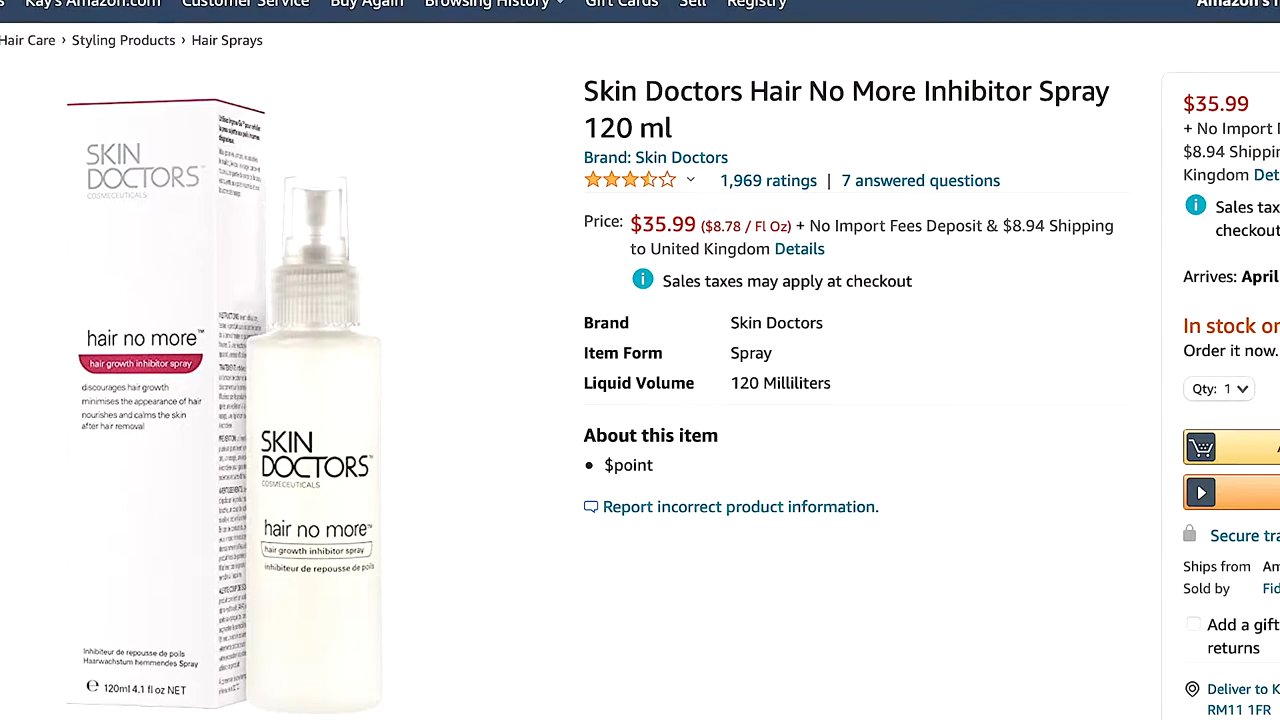 Kay's Amazon.com Customer Service Buy Again Browsing History Gift Cards Sell Registry
Amazon's
Hair Care › Styling Products › Hair Sprays
SKIN
DOCTORS™
COSMECEUTICALS
hair no more™
hair growth inhibitor spray
discourages hair growth
minimises the appearance of hair
nourishes and calms the skin
after hair removal
Inhibiteur de repousse de poils
Haarwachstum hemmendes Spray
℮ 120ml 4.1 fl oz NET
SKIN
DOCTORS™
COSMECEUTICALS
hair no more™
hair growth inhibitor spray
inhibiteur de repousse de poils
Skin Doctors Hair No More Inhibitor Spray
120 ml
Brand: Skin Doctors
1,969 ratings | 7 answered questions
Price: $35.99 ($8.78 / Fl Oz) + No Import Fees Deposit & $8.94 Shipping
to United Kingdom Details
Sales taxes may apply at checkout
Brand Skin Doctors
Item Form Spray
Liquid Volume 120 Milliliters
About this item
• $point
Report incorrect product information.
$35.99
+ No Import
$8.94 Shippin
Kingdom Det
Sales tax
checkout
Arrives: April
In stock on
Order it now.
Qty: 1
Secure tra
Ships from Am
Sold by Fid
Add a gift
returns
Deliver to K
RM11 1FR